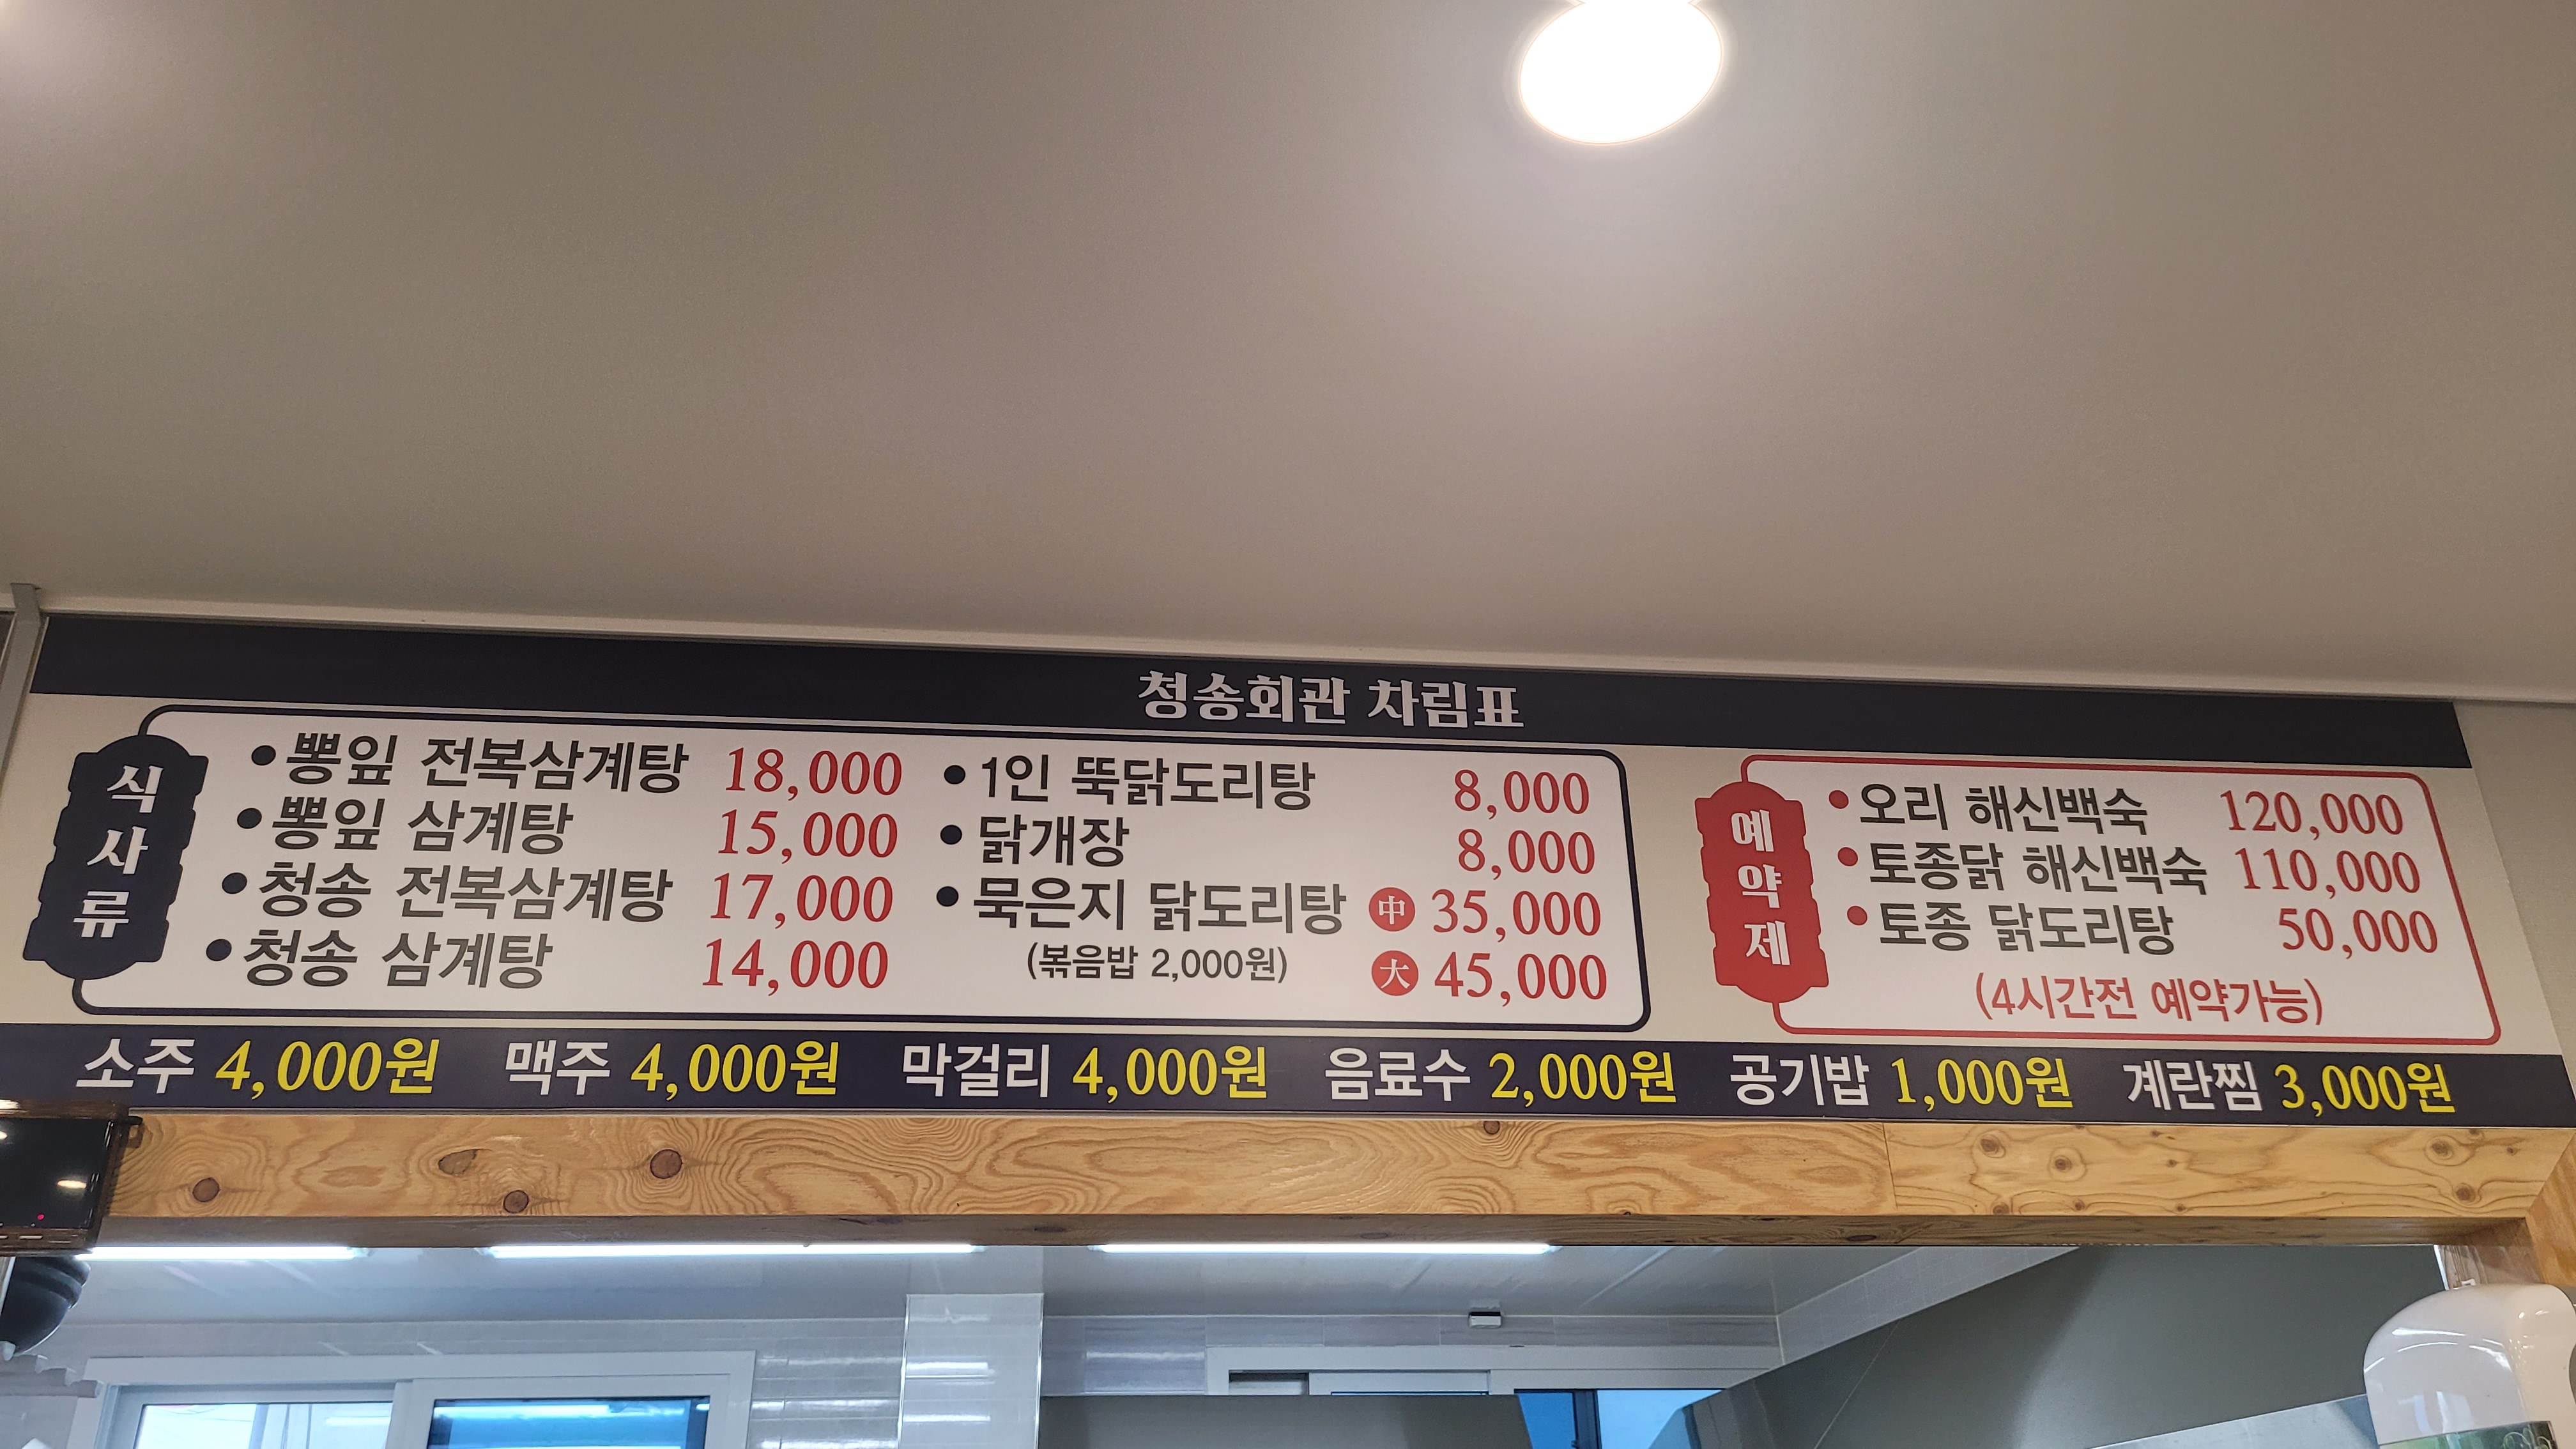 청송회관 차림표
식사류
• 뽕잎 전복삼계탕 18,000
• 뽕잎 삼계탕 15,000
• 청송 전복삼계탕 17,000
• 청송 삼계탕 14,000
• 1인 뚝닭도리탕 8,000
• 닭개장 8,000
• 묵은지 닭도리탕 中 35,000
(볶음밥 2,000원) 大 45,000
예약제
• 오리 해신백숙 120,000
• 토종닭 해신백숙 110,000
• 토종 닭도리탕 50,000
(4시간전 예약가능)
소주 4,000원 맥주 4,000원 막걸리 4,000원 음료수 2,000원 공기밥 1,000원 계란찜 3,000원